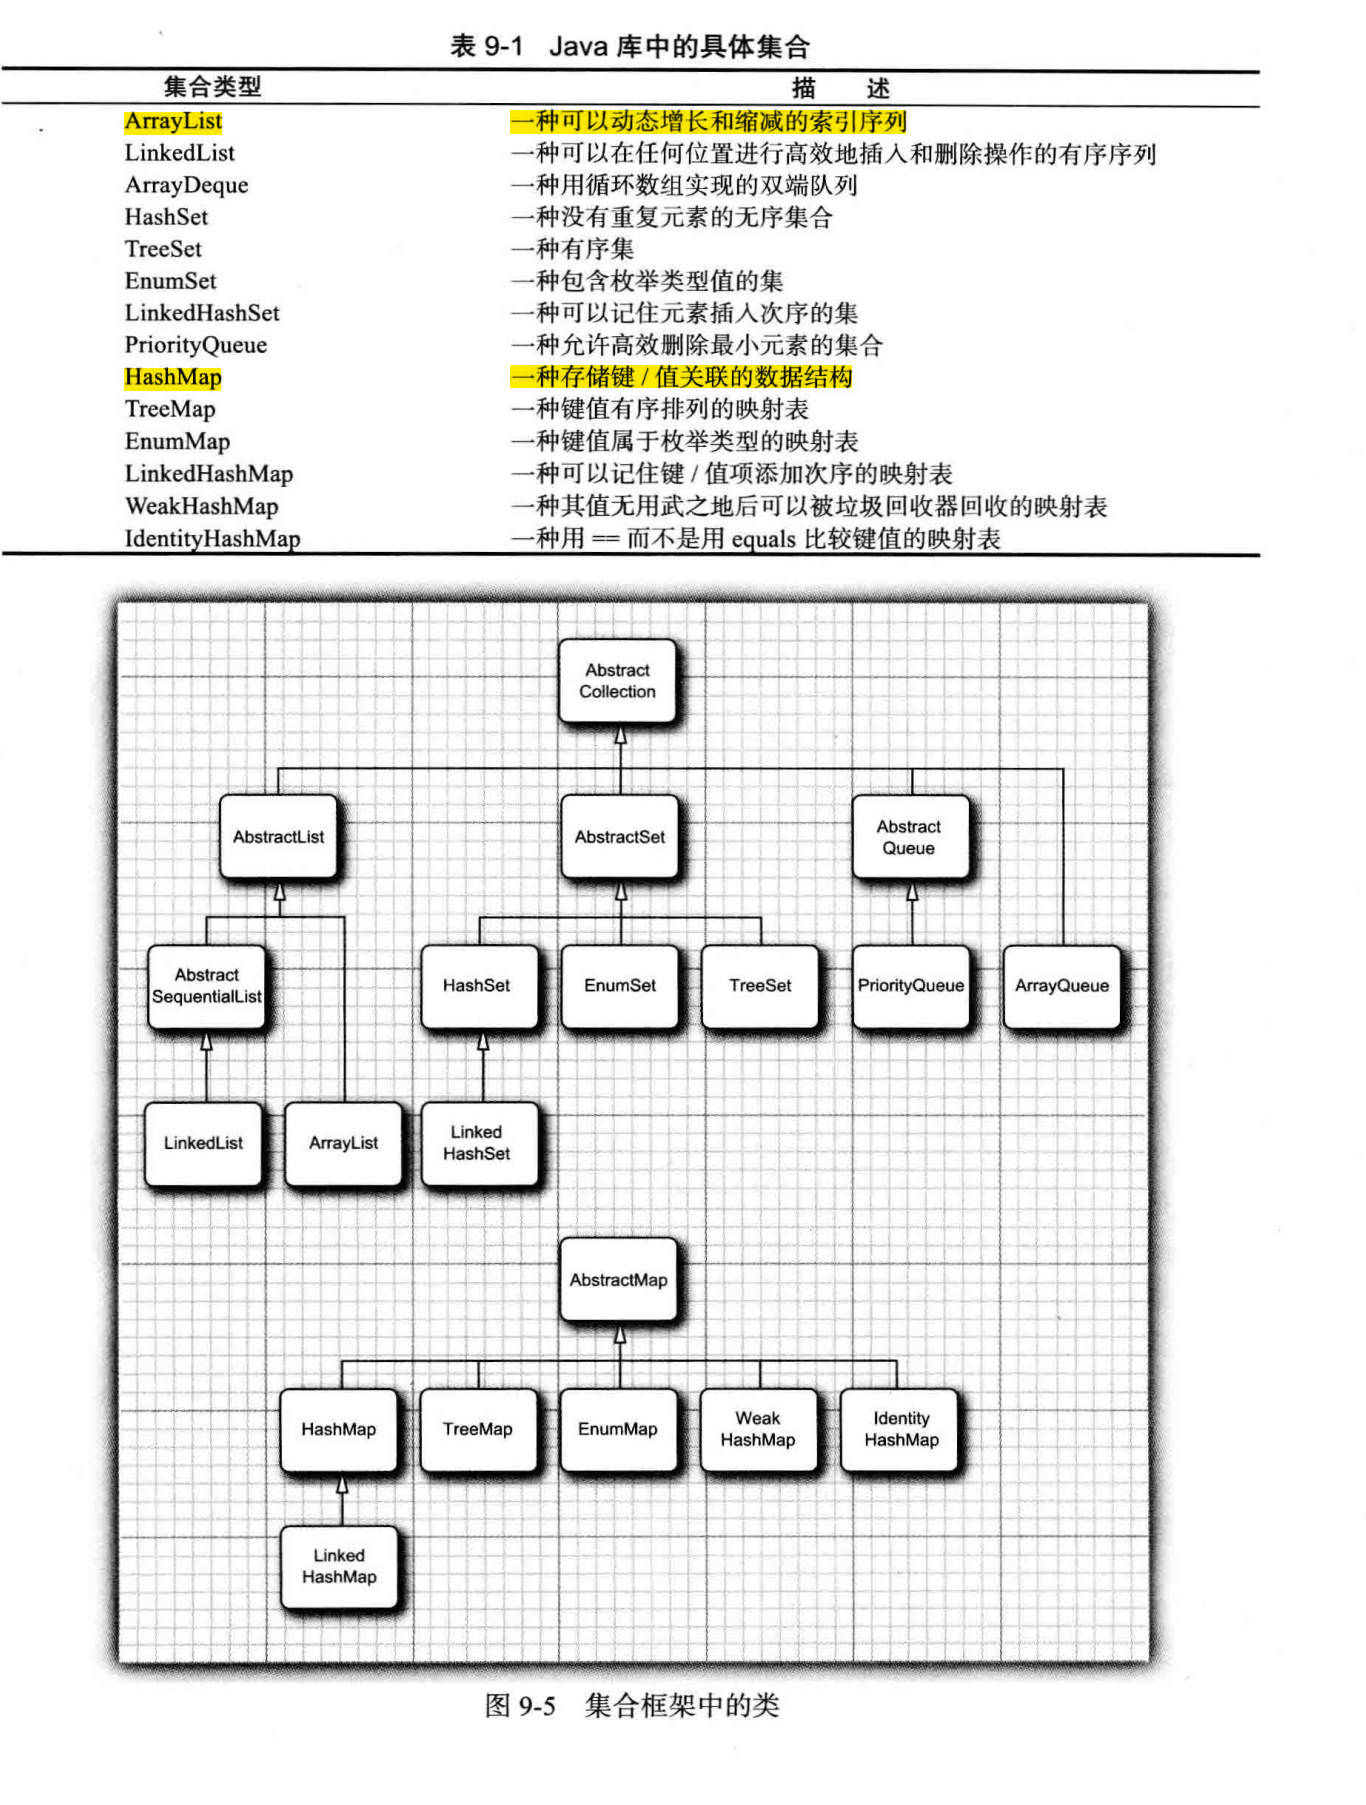 表 9-1 Java 库中的具体集合
集合类型 描 述
ArrayList 一种可以动态增长和缩减的索引序列
LinkedList 一种可以在任何位置进行高效地插入和删除操作的有序序列
ArrayDeque 一种用循环数组实现的双端队列
HashSet 一种没有重复元素的无序集合
TreeSet 一种有序集
EnumSet 一种包含枚举类型值的集
LinkedHashSet 一种可以记住元素插入次序的集
PriorityQueue 一种允许高效删除最小元素的集合
HashMap 一种存储键 / 值关联的数据结构
TreeMap 一种键值有序排列的映射表
EnumMap 一种键值属于枚举类型的映射表
LinkedHashMap 一种可以记住键 / 值项添加次序的映射表
WeakHashMap 一种其值无用武之地后可以被垃圾回收器回收的映射表
IdentityHashMap 一种用 == 而不是用 equals 比较键值的映射表
Abstract
Collection
AbstractList
AbstractSet
Abstract
Queue
Abstract
SequentialList
HashSet
EnumSet
TreeSet
PriorityQueue
ArrayQueue
LinkedList
ArrayList
Linked
HashSet
AbstractMap
HashMap
TreeMap
EnumMap
Weak
HashMap
Identity
HashMap
Linked
HashMap
图 9-5 集合框架中的类